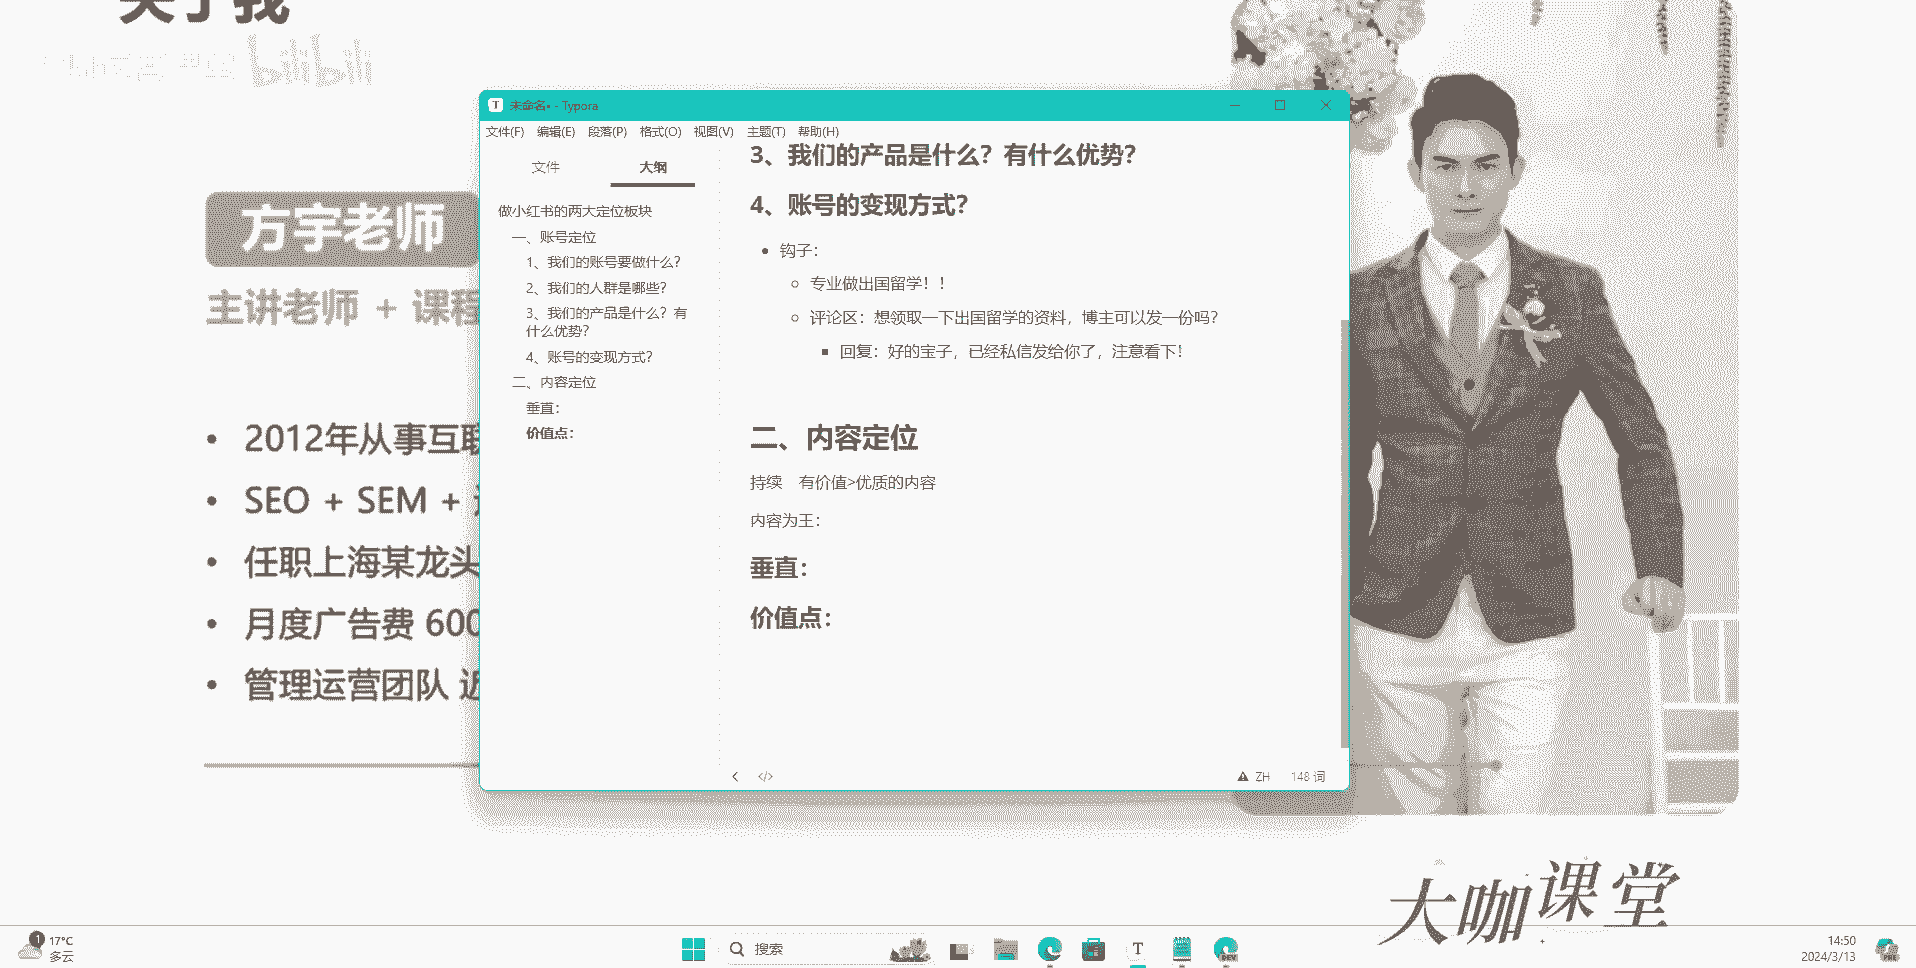 关于我
bilibili
未命名• - Typora
文件(F) 编辑(E) 段落(P) 格式(O) 视图(V) 主题(T) 帮助(H)
文件 大纲
做小红书的两大定位板块
一、账号定位
1、我们的账号要做什么？
2、我们的人群是哪些？
3、我们的产品是什么？有
什么优势？
4、账号的变现方式？
二、内容定位
垂直：
价值点：
3、我们的产品是什么？有什么优势？
4、账号的变现方式？
钩子：
专业做出国留学！！
评论区：想领取一下出国留学的资料，博主可以发一份吗？
回复：好的宝子，已经私信发给你了，注意看下！
二、内容定位
持续 有价值>优质的内容
内容为王：
垂直：
价值点：
</> ZH 148 词
方宇老师
主讲老师 + 课程
• 2012年从事互联
• SEO + SEM +
• 任职上海某龙头
• 月度广告费 600
• 管理运营团队 近
大咖课堂
1
17°C
多云
搜索
T
DEV
14:50
2024/3/13
PRE